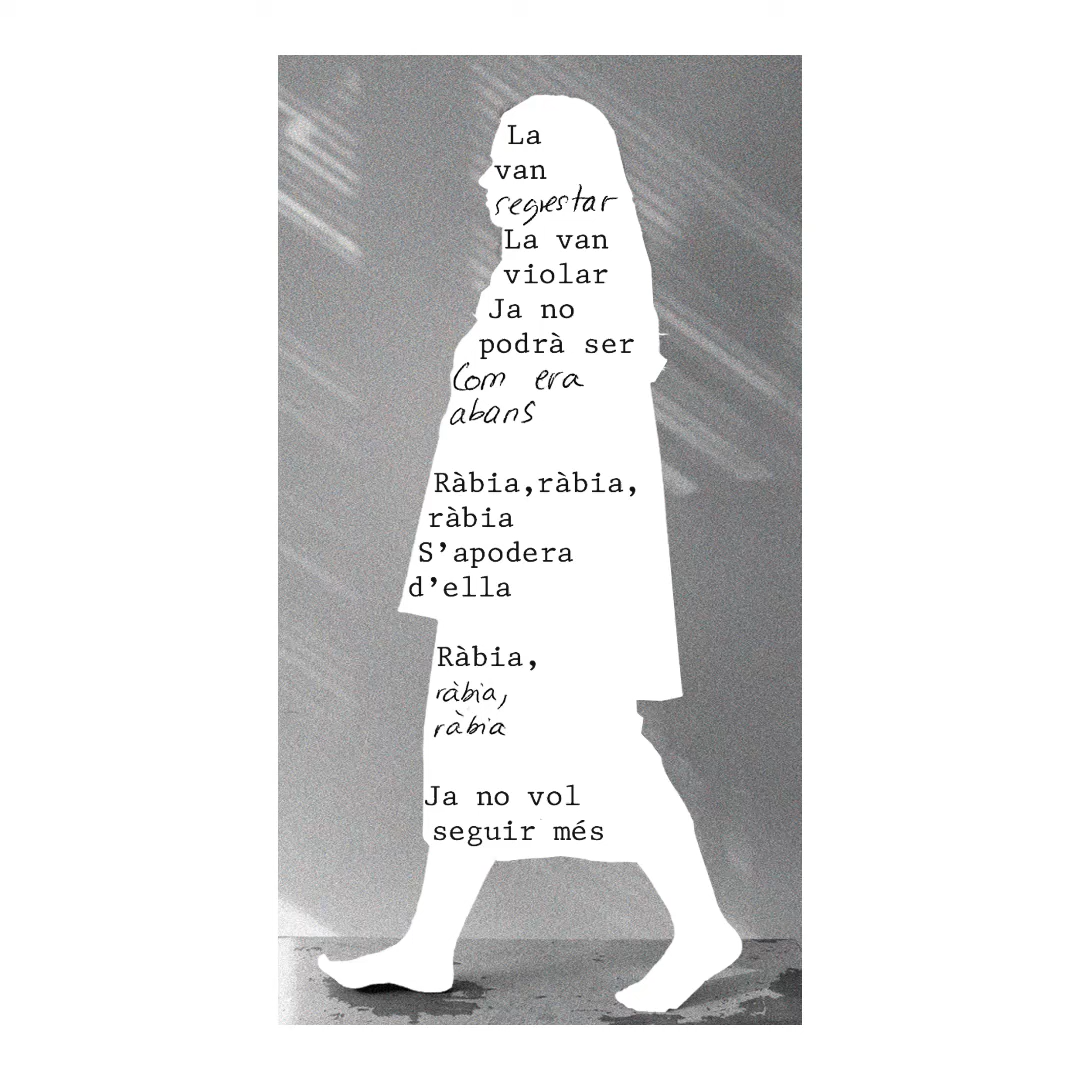 La
van
segrestar
La van
violar
Ja no
podrà ser
Com era
abans
Ràbia,ràbia,
ràbia
S’apodera
d’ella
Ràbia,
ràbia,
ràbia
Ja no vol
seguir més